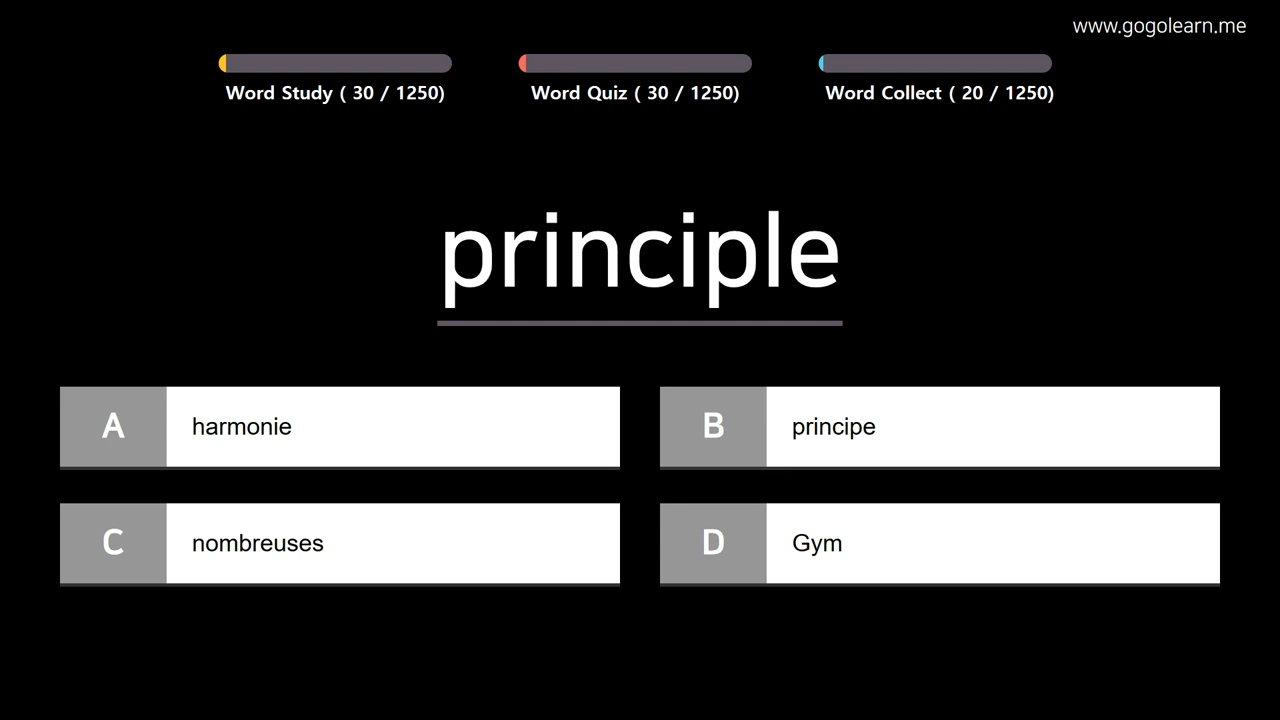 www.gogolearn.me
Word Study ( 30 / 1250)
Word Quiz ( 30 / 1250)
Word Collect ( 20 / 1250)
principle
A harmonie
B principe
C nombreuses
D Gym